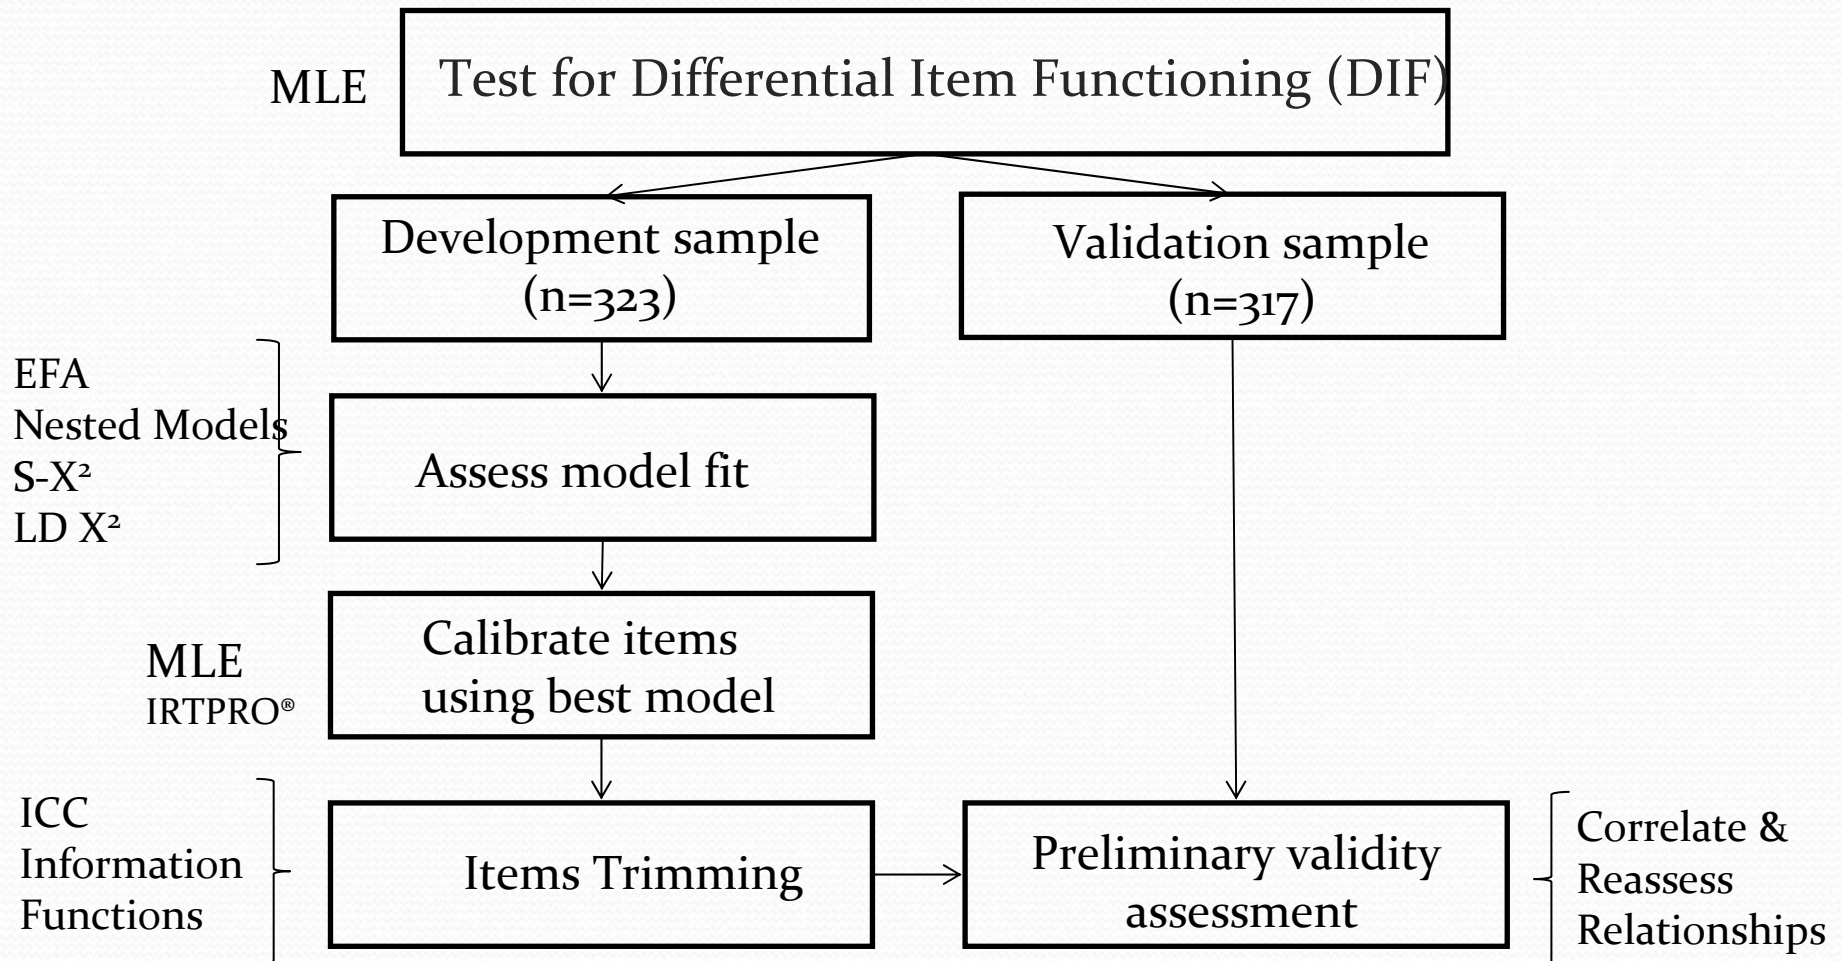 MLE
Test for Differential Item Functioning (DIF)
Development sample
(n=323)
Validation sample
(n=317)
EFA
Nested Models
S-X²
LD X²
Assess model fit
MLE
IRTPRO®
Calibrate items
using best model
ICC
Information
Functions
Items Trimming
Preliminary validity
assessment
Correlate &
Reassess
Relationships